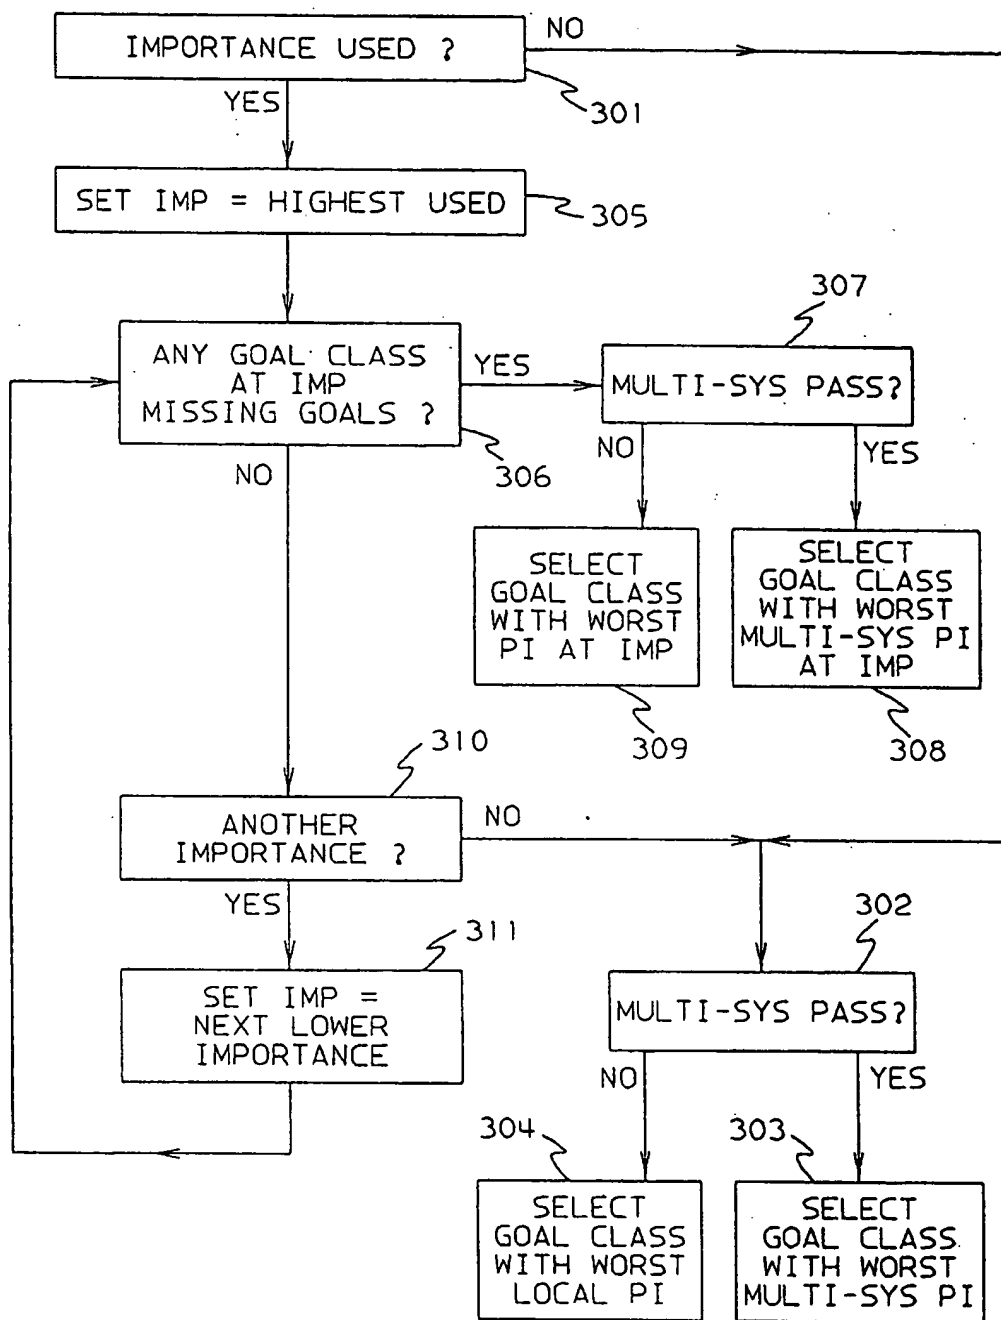 IMPORTANCE USED ?
NO
301
YES
SET IMP = HIGHEST USED
305
307
ANY GOAL CLASS
AT IMP
MISSING GOALS ?
YES
MULTI-SYS PASS?
306
NO
NO
YES
SELECT
GOAL CLASS
WITH WORST
PI AT IMP
SELECT
GOAL CLASS
WITH WORST
MULTI-SYS PI
AT IMP
309
308
310
ANOTHER
IMPORTANCE ?
NO
YES
311
302
SET IMP =
NEXT LOWER
IMPORTANCE
MULTI-SYS PASS?
NO
YES
304
303
SELECT
GOAL CLASS
WITH WORST
LOCAL PI
SELECT
GOAL CLASS
WITH WORST
MULTI-SYS PI